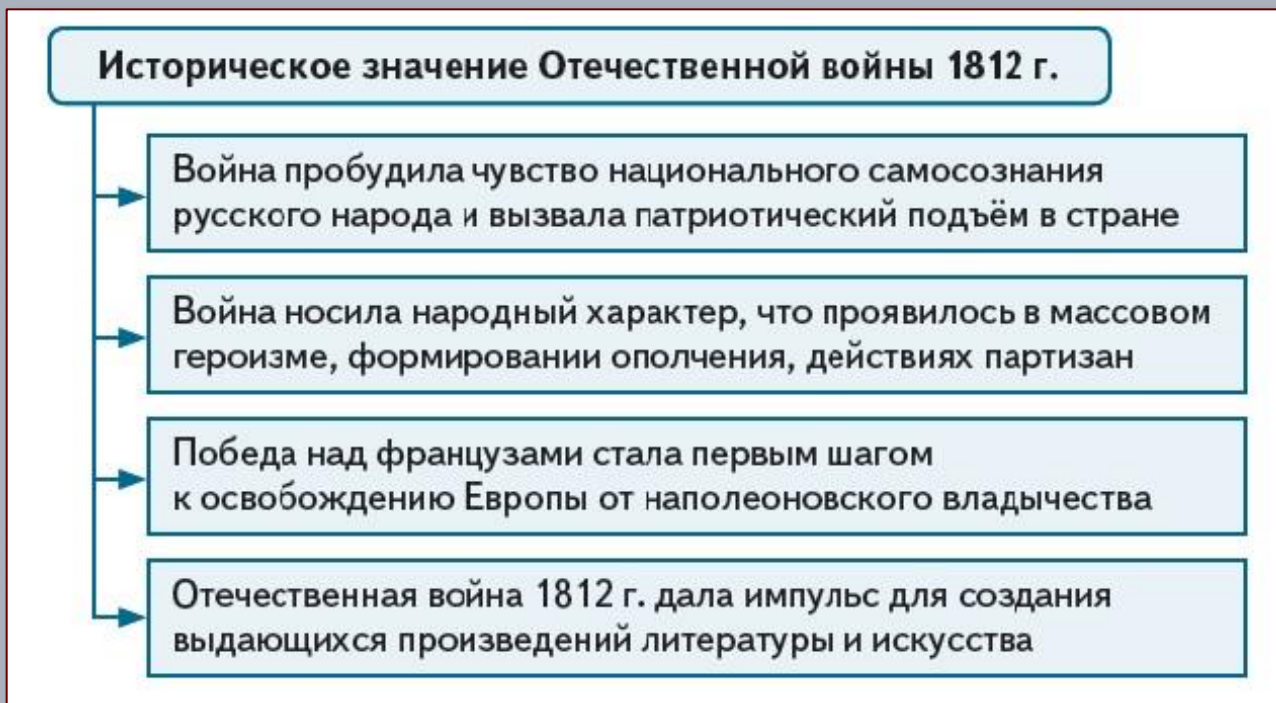 Историческое значение Отечественной войны 1812 г.
Война пробудила чувство национального самосознания
русского народа и вызвала патриотический подъём в стране
Война носила народный характер, что проявилось в массовом
героизме, формировании ополчения, действиях партизан
Победа над французами стала первым шагом
к освобождению Европы от наполеоновского владычества
Отечественная война 1812 г. дала импульс для создания
выдающихся произведений литературы и искусства